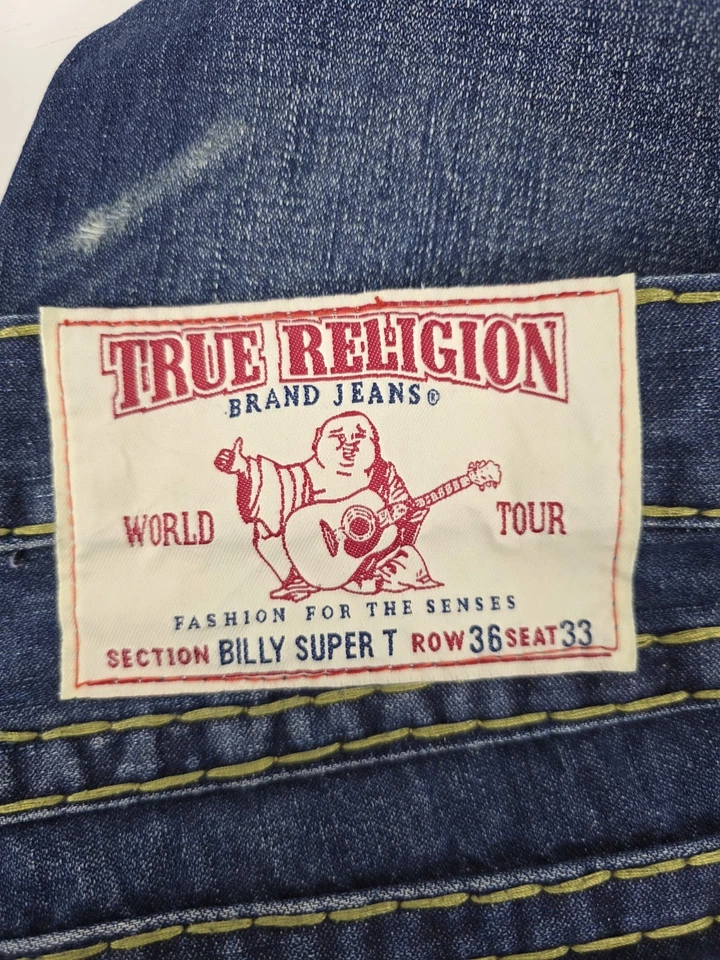 TRUE RELIGION
BRAND JEANS®
WORLD TOUR
FASHION FOR THE SENSES
SECTION BILLY SUPER T ROW 36 SEAT 33